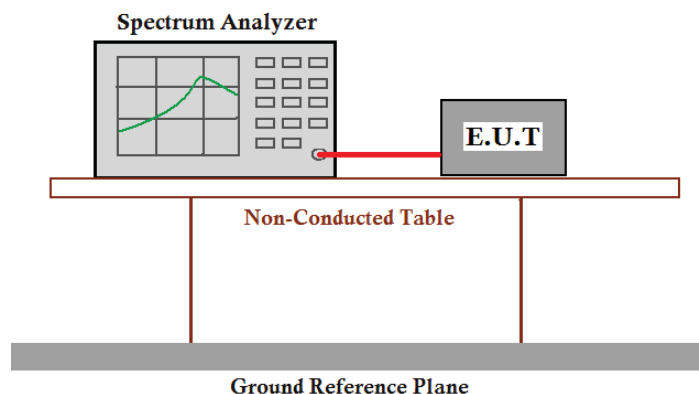 Spectrum Analyzer
E.U.T
Non-Conducted Table
Ground Reference Plane